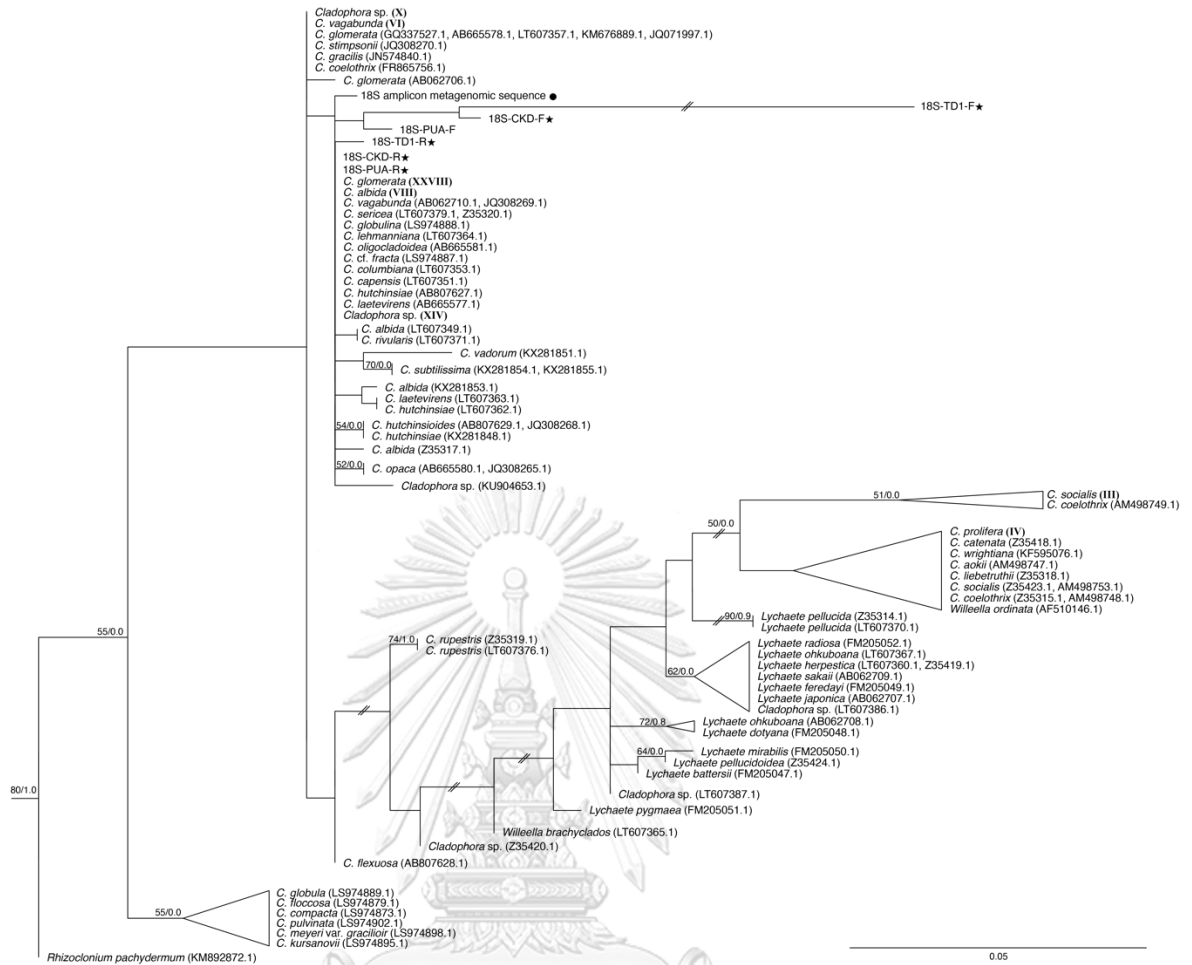 Cladophora sp. (X)
C. vagabunda (VI)
C. glomerata (GQ337527.1, AB665578.1, LT607357.1, KM676889.1, JQ071997.1)
C. stimpsonii (JQ308270.1)
C. gracilis (JN574840.1)
C. coelothrix (FR865756.1)
C. glomerata (AB062706.1)
18S amplicon metagenomic sequence ●
18S-TD1-F★
18S-CKD-F★
18S-PUA-F
18S-TD1-R★
18S-CKD-R★
18S-PUA-R★
C. glomerata (XXVIII)
C. albida (VIII)
C. vagabunda (AB062710.1, JQ308269.1)
C. sericea (LT607379.1, Z35320.1)
C. globulina (LS974888.1)
C. lehmanniana (LT607364.1)
C. oligocladoidea (AB665581.1)
C. cf. fracta (LS974887.1)
C. columbiana (LT607353.1)
C. capensis (LT607351.1)
C. hutchinsiae (AB807627.1)
C. laetevirens (AB665577.1)
Cladophora sp. (XIV)
C. albida (LT607349.1)
C. rivularis (LT607371.1)
C. vadorum (KX281851.1)
70/0.0
C. subtilissima (KX281854.1, KX281855.1)
C. albida (KX281853.1)
C. laetevirens (LT607363.1)
C. hutchinsiae (LT607362.1)
54/0.0
C. hutchinsioides (AB807629.1, JQ308268.1)
C. hutchinsiae (KX281848.1)
C. albida (Z35317.1)
52/0.0
C. opaca (AB665580.1, JQ308265.1)
Cladophora sp. (KU904653.1)
51/0.0
C. socialis (III)
C. coelothrix (AM498749.1)
50/0.0
C. prolifera (IV)
C. catenata (Z35418.1)
C. wrightiana (KF595076.1)
C. aokii (AM498747.1)
C. liebetruthii (Z35318.1)
C. socialis (Z35423.1, AM498753.1)
C. coelothrix (Z35315.1, AM498748.1)
Willeella ordinata (AF510146.1)
90/0.9
Lychaete pellucida (Z35314.1)
Lychaete pellucida (LT607370.1)
74/1.0
C. rupestris (Z35319.1)
C. rupestris (LT607376.1)
55/0.0
62/0.0
Lychaete radiosa (FM205052.1)
Lychaete ohkuboana (LT607367.1)
Lychaete herpestica (LT607360.1, Z35419.1)
Lychaete sakaii (AB062709.1)
Lychaete feredayi (FM205049.1)
Lychaete japonica (AB062707.1)
Cladophora sp. (LT607386.1)
72/0.8
Lychaete ohkuboana (AB062708.1)
Lychaete dotyana (FM205048.1)
64/0.0
Lychaete mirabilis (FM205050.1)
Lychaete pellucidoidea (Z35424.1)
Lychaete battersii (FM205047.1)
Cladophora sp. (LT607387.1)
80/1.0
Lychaete pygmaea (FM205051.1)
Willeella brachyclados (LT607365.1)
Cladophora sp. (Z35420.1)
C. flexuosa (AB807628.1)
55/0.0
C. globula (LS974889.1)
C. floccosa (LS974879.1)
C. compacta (LS974873.1)
C. pulvinata (LS974902.1)
C. meyeri var. gracilioir (LS974898.1)
C. kursanovii (LS974895.1)
Rhizoclonium pachydermum (KM892872.1)
0.05